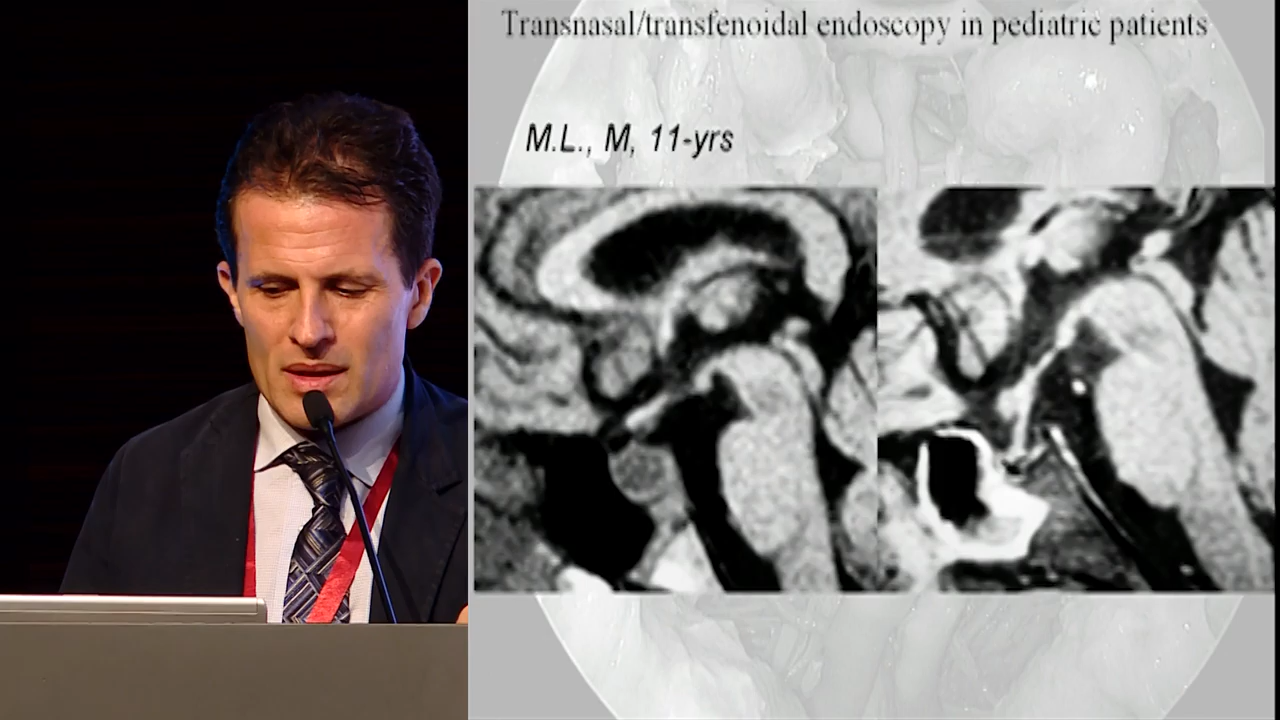 Transnasal/transfenoidal endoscopy in pediatric patients
M.L., M, 11-yrs